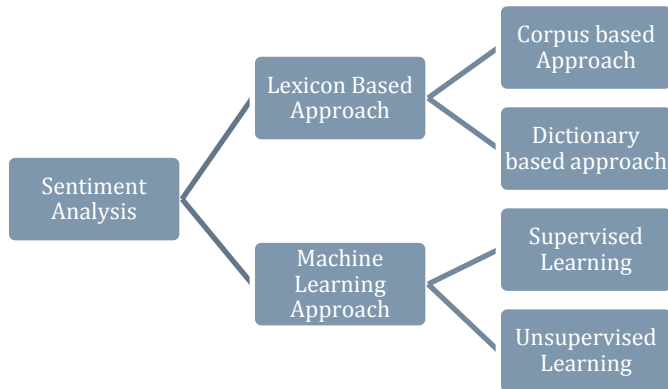 Sentiment
Analysis
Lexicon Based
Approach
Corpus based
Approach
Dictionary
based approach
Machine
Learning
Approach
Supervised
Learning
Unsupervised
Learning